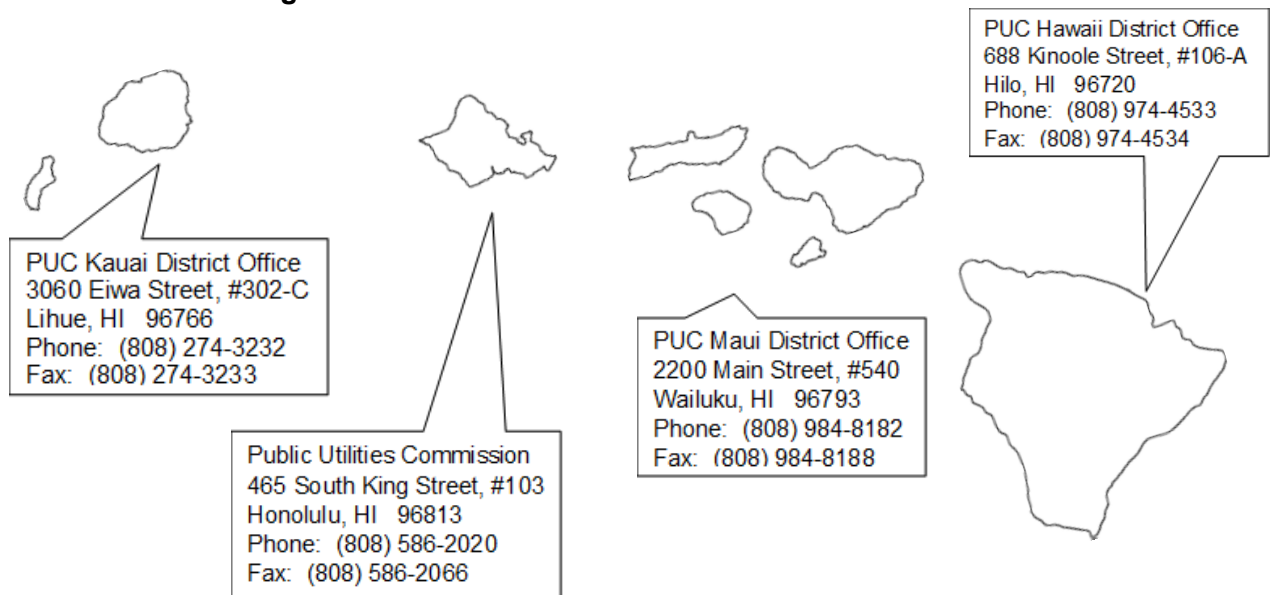 PUC Hawaii District Office
688 Kinoole Street, #106-A
Hilo, HI 96720
Phone: (808) 974-4533
Fax: (808) 974-4534
PUC Kauai District Office
3060 Eiwa Street, #302-C
Lihue, HI 96766
Phone: (808) 274-3232
Fax: (808) 274-3233
PUC Maui District Office
2200 Main Street, #540
Wailuku, HI 96793
Phone: (808) 984-8182
Fax: (808) 984-8188
Public Utilities Commission
465 South King Street, #103
Honolulu, HI 96813
Phone: (808) 586-2020
Fax: (808) 586-2066